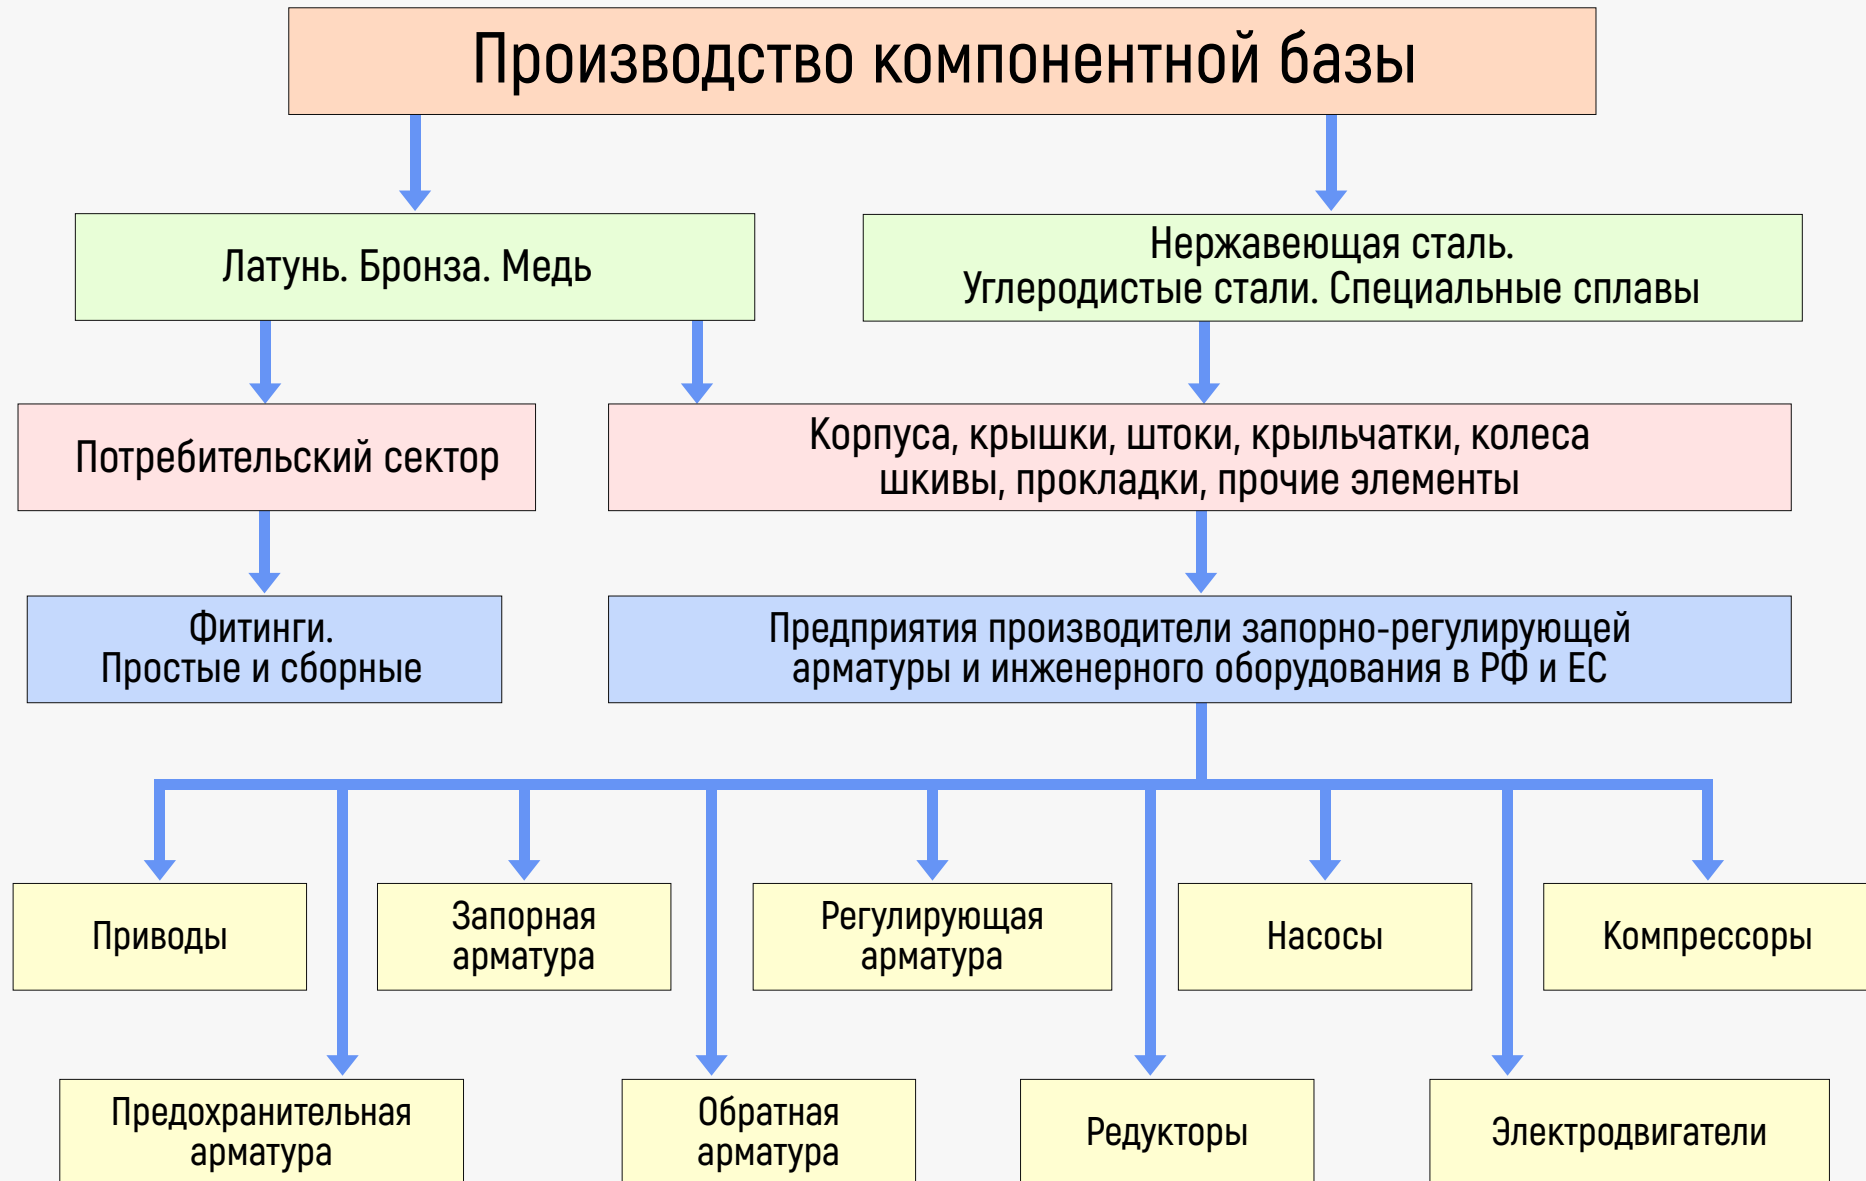 Производство компонентной базы
Латунь. Бронза. Медь
Нержавеющая сталь.
Углеродистые стали. Специальные сплавы
Потребительский сектор
Корпуса, крышки, штоки, крыльчатки, колеса
шкивы, прокладки, прочие элементы
Фитинги.
Простые и сборные
Предприятия производители запорно-регулирующей
арматуры и инженерного оборудования в РФ и ЕС
Приводы
Запорная
арматура
Регулирующая
арматура
Насосы
Компрессоры
Предохранительная
арматура
Обратная
арматура
Редукторы
Электродвигатели